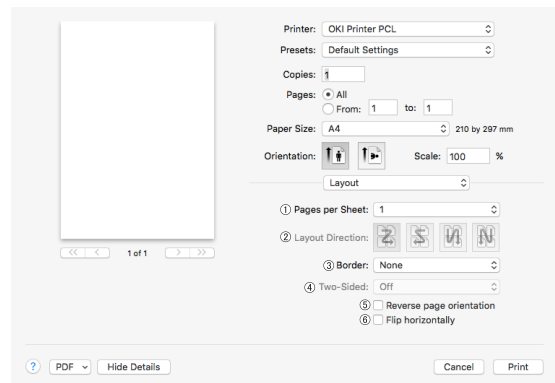 Printer: OKI Printer PCL
Presets: Default Settings
Copies: 1
Pages: All
From: 1 to: 1
Paper Size: A4 210 by 297 mm
Orientation: Scale: 100 %
Layout
① Pages per Sheet: 1
② Layout Direction:
③ Border: None
④ Two-Sided: Off
⑤ Reverse page orientation
⑥ Flip horizontally
<< < 1 of 1 > >>
? PDF Hide Details Cancel Print